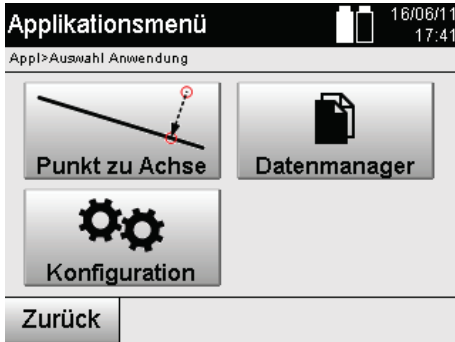 Applikationsmenü
16/06/11
17:41
Appl>Auswahl Anwendung
Punkt zu Achse
Datenmanager
Konfiguration
Zurück